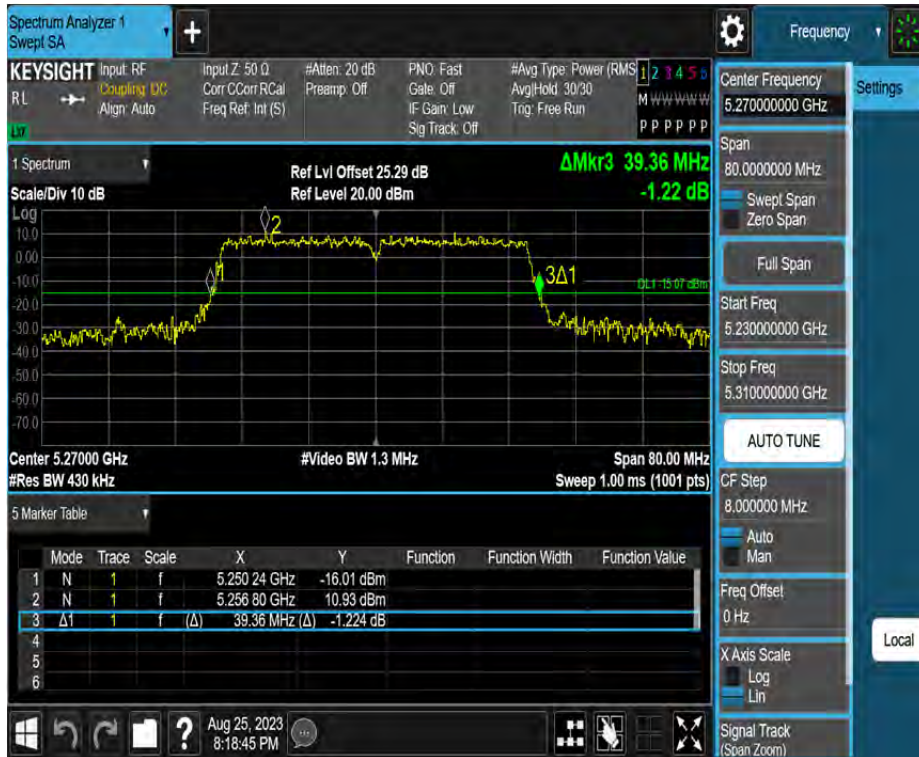 Spectrum Analyzer 1
Swept SA
Frequency
KEYSIGHT
RL
LXI
Input: RF
Coupling: DC
Align: Auto
Input Z: 50 Ω
Corr CCorr RCal
Freq Ref: Int (S)
#Atten: 20 dB
Preamp: Off
PNO: Fast
Gate: Off
IF Gain: Low
Sig Track: Off
#Avg Type: Power (RMS
Avg|Hold: 30/30
Trig: Free Run
1 2 3 4 5 6
M W W W W W
P P P P P P
1 Spectrum
Scale/Div 10 dB
Ref Lvl Offset 25.29 dB
Ref Level 20.00 dBm
ΔMkr3 39.36 MHz
-1.22 dB
Log
10.0
0.00
-10.0
-20.0
-30.0
-40.0
-50.0
-60.0
-70.0
2
3Δ1
DL1 -15.07 dBm
Center 5.27000 GHz
#Video BW 1.3 MHz
Span 80.00 MHz
#Res BW 430 kHz
Sweep 1.00 ms (1001 pts)
5 Marker Table
Mode Trace Scale X Y Function Function Width Function Value
1 N 1 f 5.250 24 GHz -16.01 dBm
2 N 1 f 5.256 80 GHz 10.93 dBm
3 Δ1 1 f (Δ) 39.36 MHz (Δ) -1.224 dB
4
5
6
?
Aug 25, 2023
8:18:45 PM
Center Frequency
5.270000000 GHz
Settings
Span
80.0000000 MHz
Swept Span
Zero Span
Full Span
Start Freq
5.230000000 GHz
Stop Freq
5.310000000 GHz
AUTO TUNE
CF Step
8.000000 MHz
Auto
Man
Freq Offset
0 Hz
Local
X Axis Scale
Log
Lin
Signal Track
(Span Zoom)